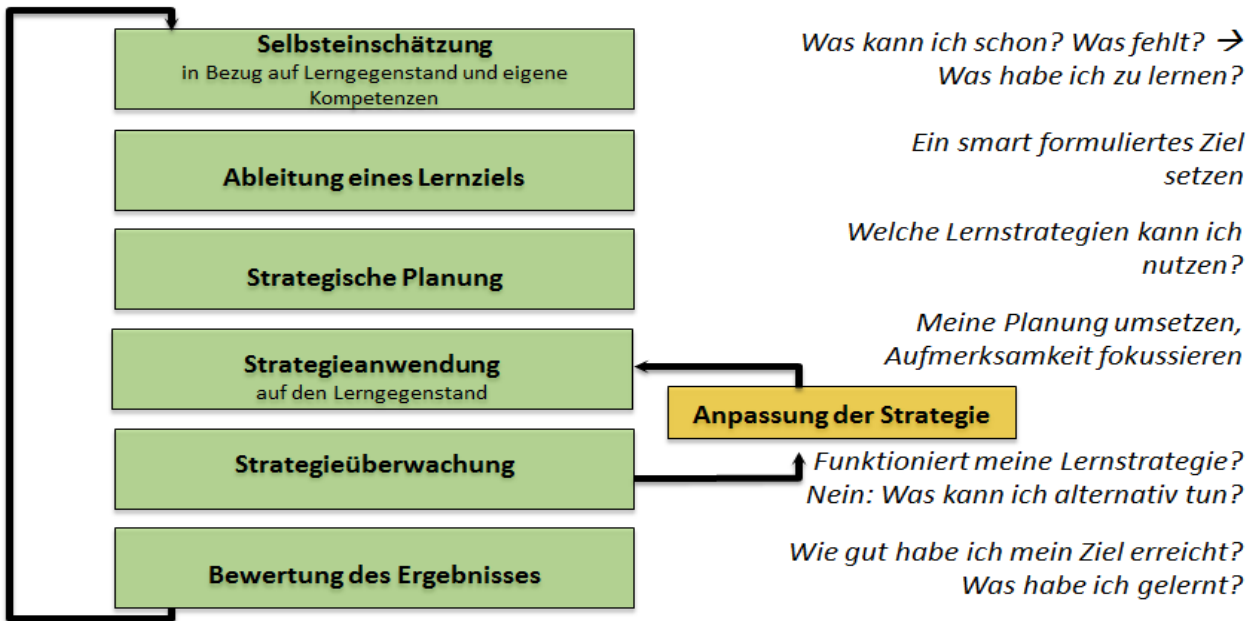 Selbsteinschätzung
in Bezug auf Lerngegenstand und eigene
Kompetenzen
Was kann ich schon? Was fehlt? →
Was habe ich zu lernen?
Ableitung eines Lernziels
Ein smart formuliertes Ziel
setzen
Strategische Planung
Welche Lernstrategien kann ich
nutzen?
Strategieanwendung
auf den Lerngegenstand
Meine Planung umsetzen,
Aufmerksamkeit fokussieren
Anpassung der Strategie
Strategieüberwachung
Funktioniert meine Lernstrategie?
Nein: Was kann ich alternativ tun?
Bewertung des Ergebnisses
Wie gut habe ich mein Ziel erreicht?
Was habe ich gelernt?